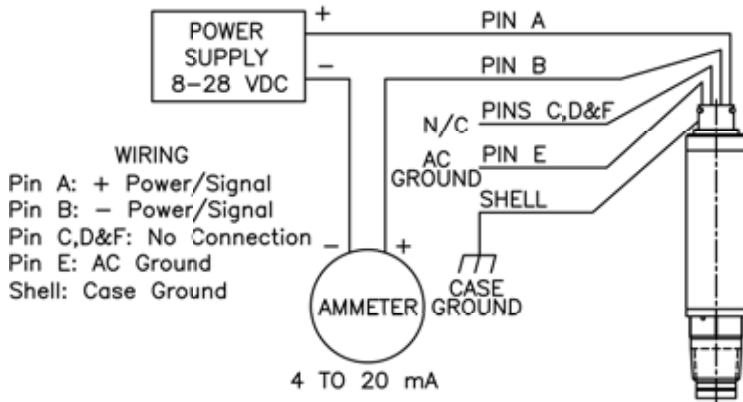 POWER
SUPPLY
8-28 VDC
+
-
PIN A
PIN B
N/C
PINS C,D&F
AC
GROUND
PIN E
SHELL
CASE
GROUND
WIRING
Pin A: + Power/Signal
Pin B: - Power/Signal
Pin C,D&F: No Connection
Pin E: AC Ground
Shell: Case Ground
-
+
AMMETER
4 TO 20 mA